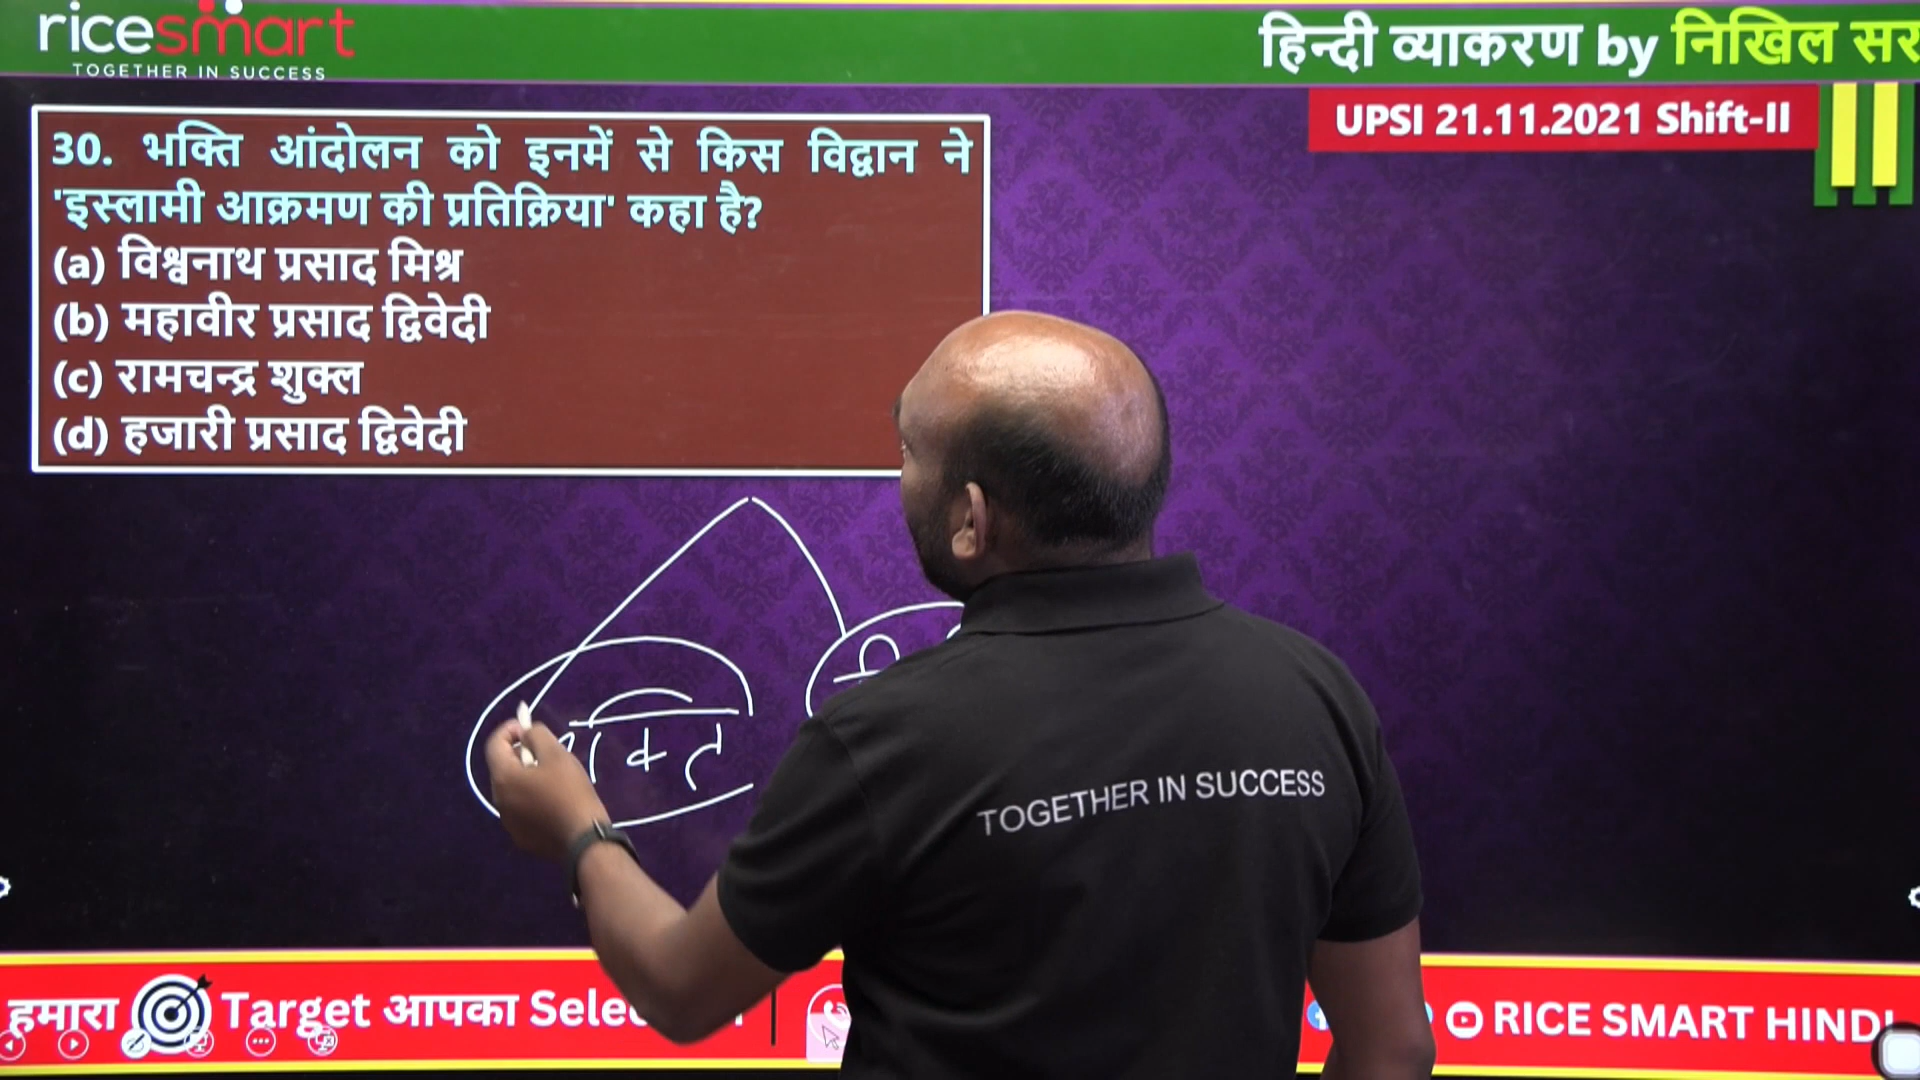 ricesmart
TOGETHER IN SUCCESS
हिन्दी व्याकरण by निखिल सर
UPSI 21.11.2021 Shift-II
30. भक्ति आंदोलन को इनमें से किस विद्वान ने
'इस्लामी आक्रमण की प्रतिक्रिया' कहा है?
(a) विश्वनाथ प्रसाद मिश्र
(b) महावीर प्रसाद द्विवेदी
(c) रामचन्द्र शुक्ल
(d) हजारी प्रसाद द्विवेदी
TOGETHER IN SUCCESS
हमारा Target आपका
RICE SMART HINDI